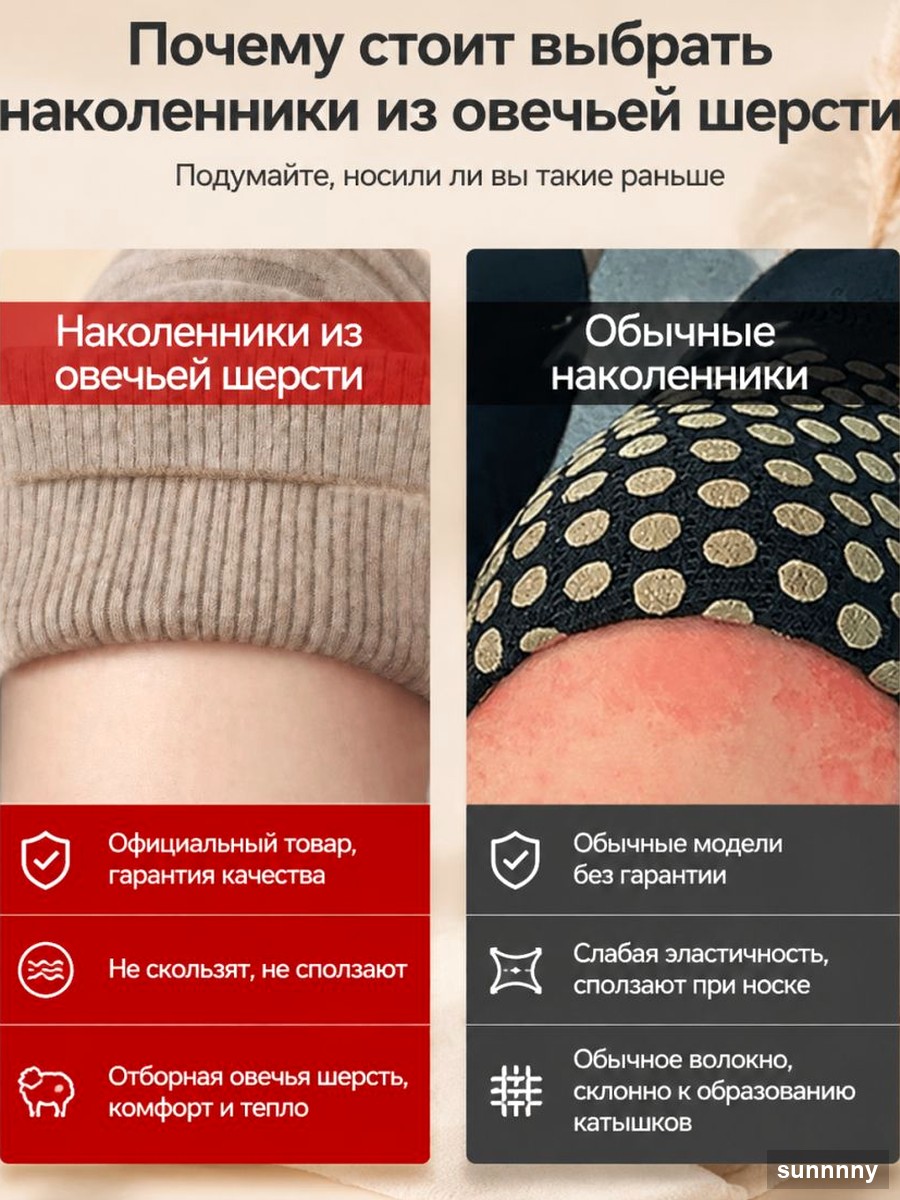 Почему стоит выбрать
наколенники из овечьей шерсти
Подумайте, носили ли вы такие раньше
Наколенники из
овечьей шерсти
Официальный товар,
гарантия качества
Не скользят, не сползают
Отборная овечья шерсть,
комфорт и тепло
Обычные
наколенники
Обычные модели
без гарантии
Слабая эластичность,
сползают при носке
Обычное волокно,
склонно к образованию
катышков
sunnnny